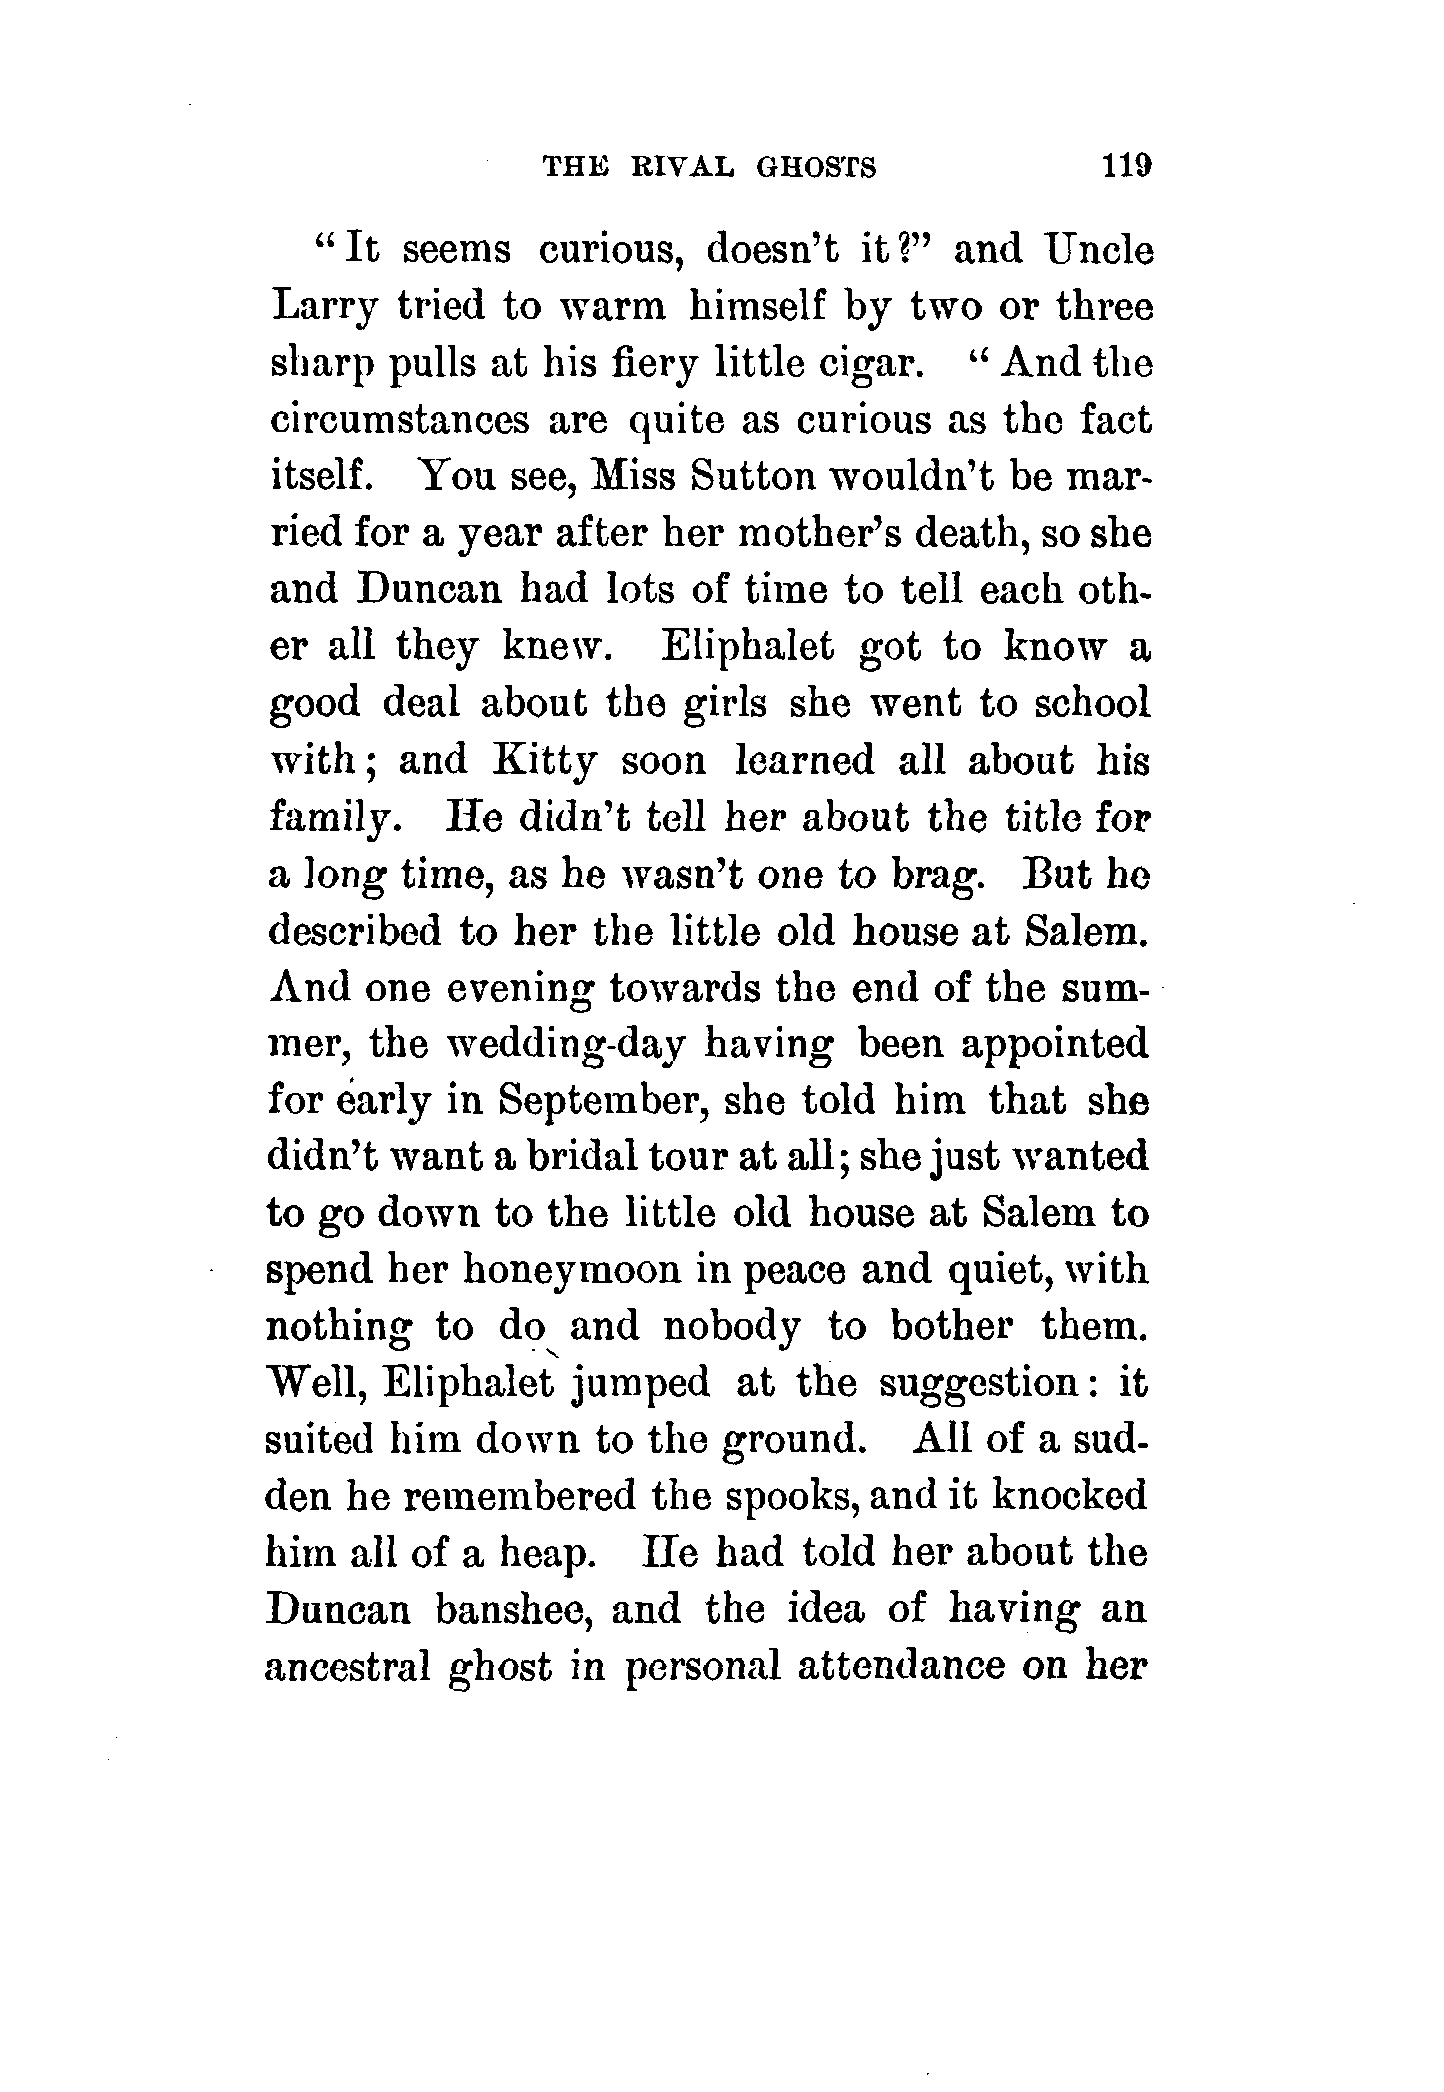 THE RIVAL GHOSTS 119
“It seems curious, doesn’t it?” and Uncle
Larry tried to warm himself by two or three
sharp pulls at his fiery little cigar. “And the
circumstances are quite as curious as the fact
itself. You see, Miss Sutton wouldn’t be mar-
ried for a year after her mother’s death, so she
and Duncan had lots of time to tell each oth-
er all they knew. Eliphalet got to know a
good deal about the girls she went to school
with; and Kitty soon learned all about his
family. He didn’t tell her about the title for
a long time, as he wasn’t one to brag. But he
described to her the little old house at Salem.
And one evening towards the end of the sum-
mer, the wedding-day having been appointed
for early in September, she told him that she
didn’t want a bridal tour at all; she just wanted
to go down to the little old house at Salem to
spend her honeymoon in peace and quiet, with
nothing to do and nobody to bother them.
Well, Eliphalet jumped at the suggestion: it
suited him down to the ground. All of a sud-
den he remembered the spooks, and it knocked
him all of a heap. He had told her about the
Duncan banshee, and the idea of having an
ancestral ghost in personal attendance on her